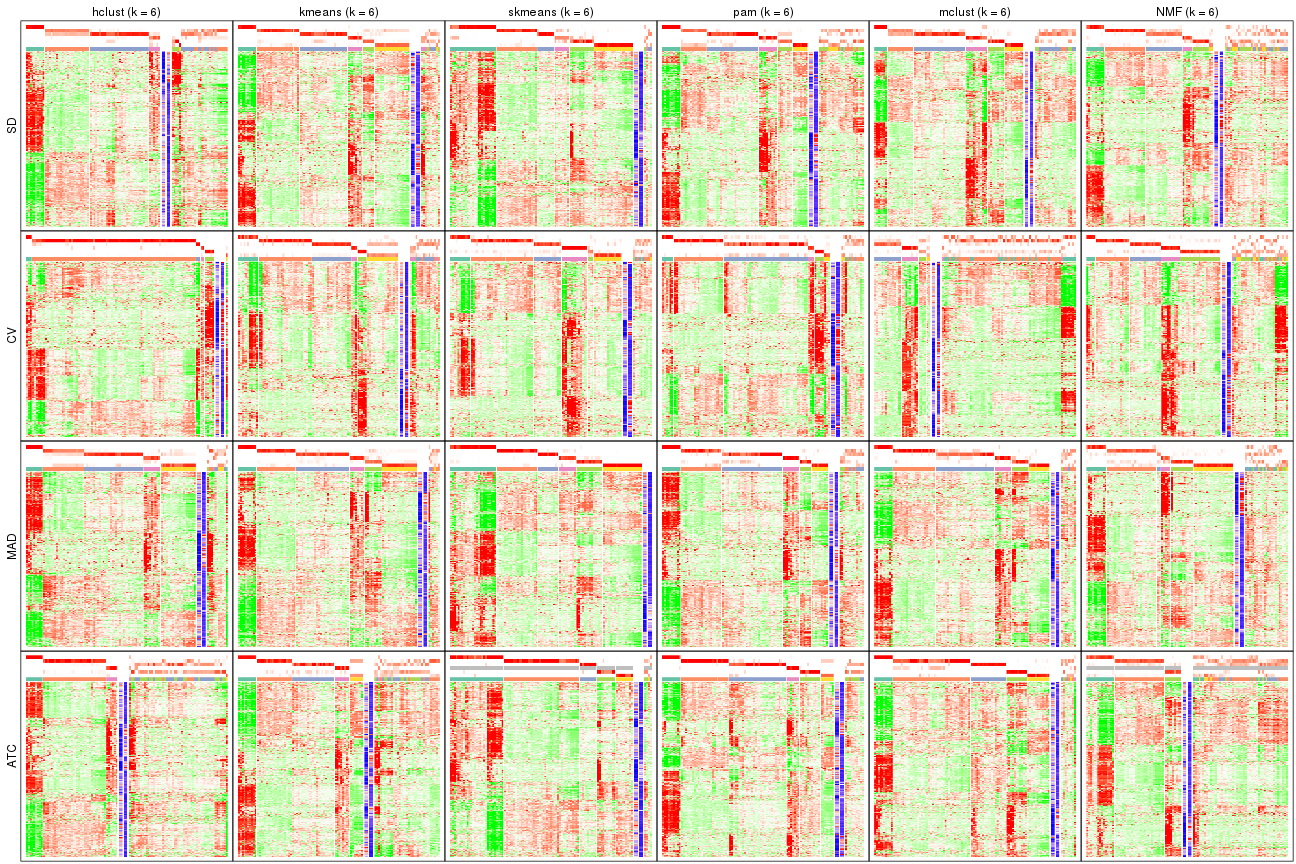 hclust (k = 6) kmeans (k = 6) skmeans (k = 6) pam (k = 6) mclust (k = 6) NMF (k = 6)
SD
CV
MAD
ATC